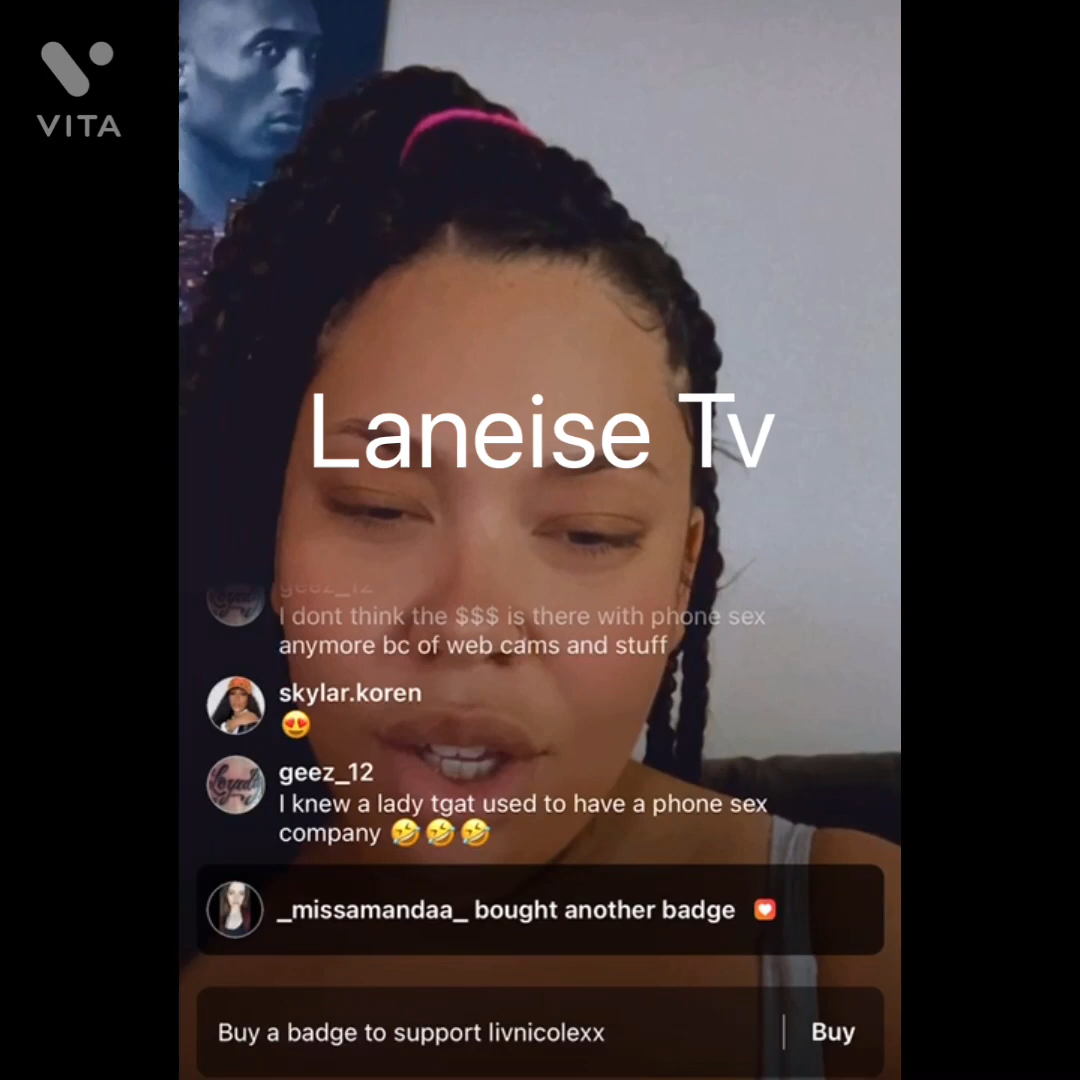 VITA
Laneise Tv
geez_12
I dont think the $$$ is there with phone sex
anymore bc of web cams and stuff
skylar.koren
😍
geez_12
I knew a lady tgat used to have a phone sex
company 🤣🤣🤣
_missamandaa_ bought another badge
Buy a badge to support livnicolexx | Buy